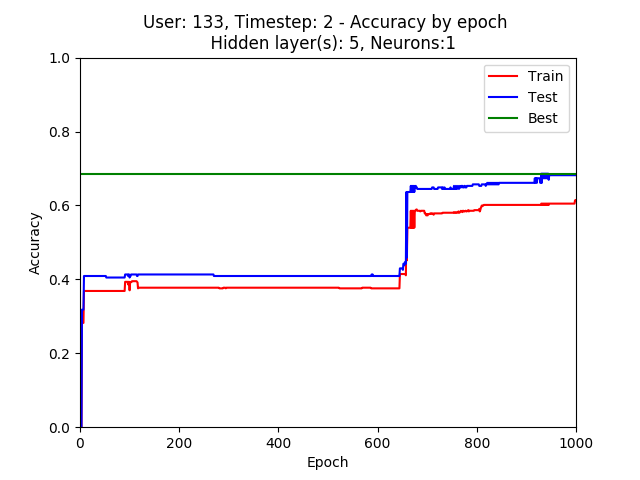 User: 133, Timestep: 2 - Accuracy by epoch
Hidden layer(s): 5, Neurons:1
1.0
0.8
0.6
0.4
0.2
0.0
Accuracy
Train
Test
Best
0 200 400 600 800 1000
Epoch